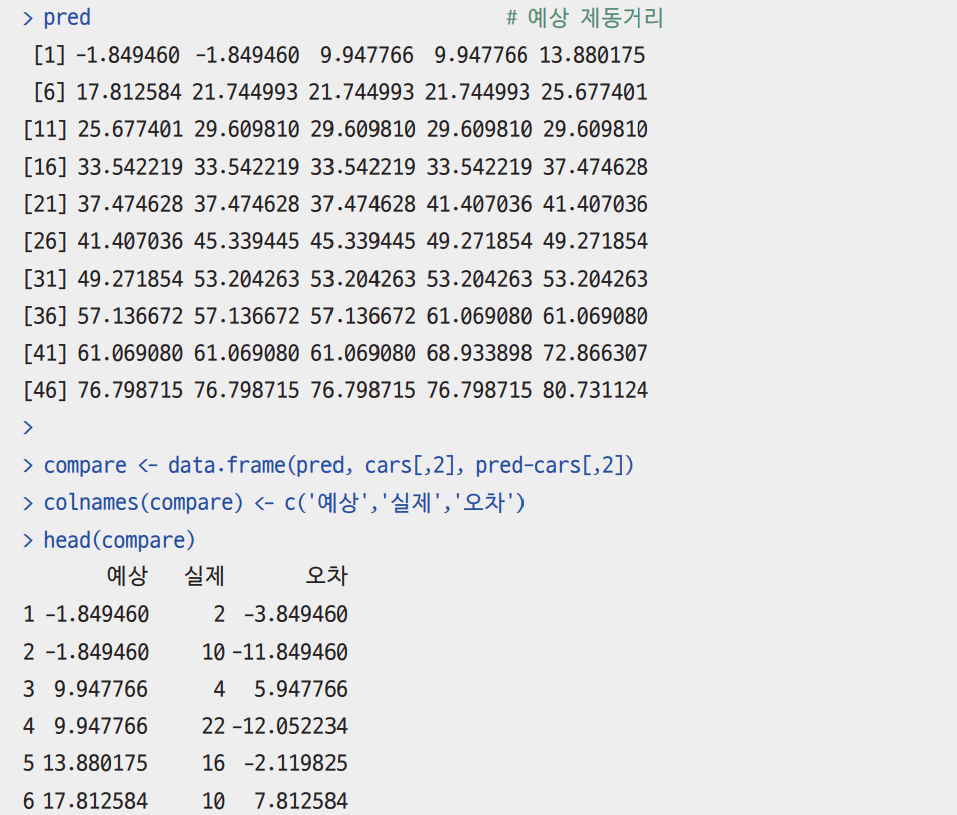 > pred # 예상 제동거리
[1] -1.849460 -1.849460 9.947766 9.947766 13.880175
[6] 17.812584 21.744993 21.744993 21.744993 25.677401
[11] 25.677401 29.609810 29.609810 29.609810 29.609810
[16] 33.542219 33.542219 33.542219 33.542219 37.474628
[21] 37.474628 37.474628 37.474628 41.407036 41.407036
[26] 41.407036 45.339445 45.339445 49.271854 49.271854
[31] 49.271854 53.204263 53.204263 53.204263 53.204263
[36] 57.136672 57.136672 57.136672 61.069080 61.069080
[41] 61.069080 61.069080 61.069080 68.933898 72.866307
[46] 76.798715 76.798715 76.798715 76.798715 80.731124
>
> compare <- data.frame(pred, cars[,2], pred-cars[,2])
> colnames(compare) <- c('예상','실제','오차')
> head(compare)
예상 실제 오차
1 -1.849460 2 -3.849460
2 -1.849460 10 -11.849460
3 9.947766 4 5.947766
4 9.947766 22 -12.052234
5 13.880175 16 -2.119825
6 17.812584 10 7.812584